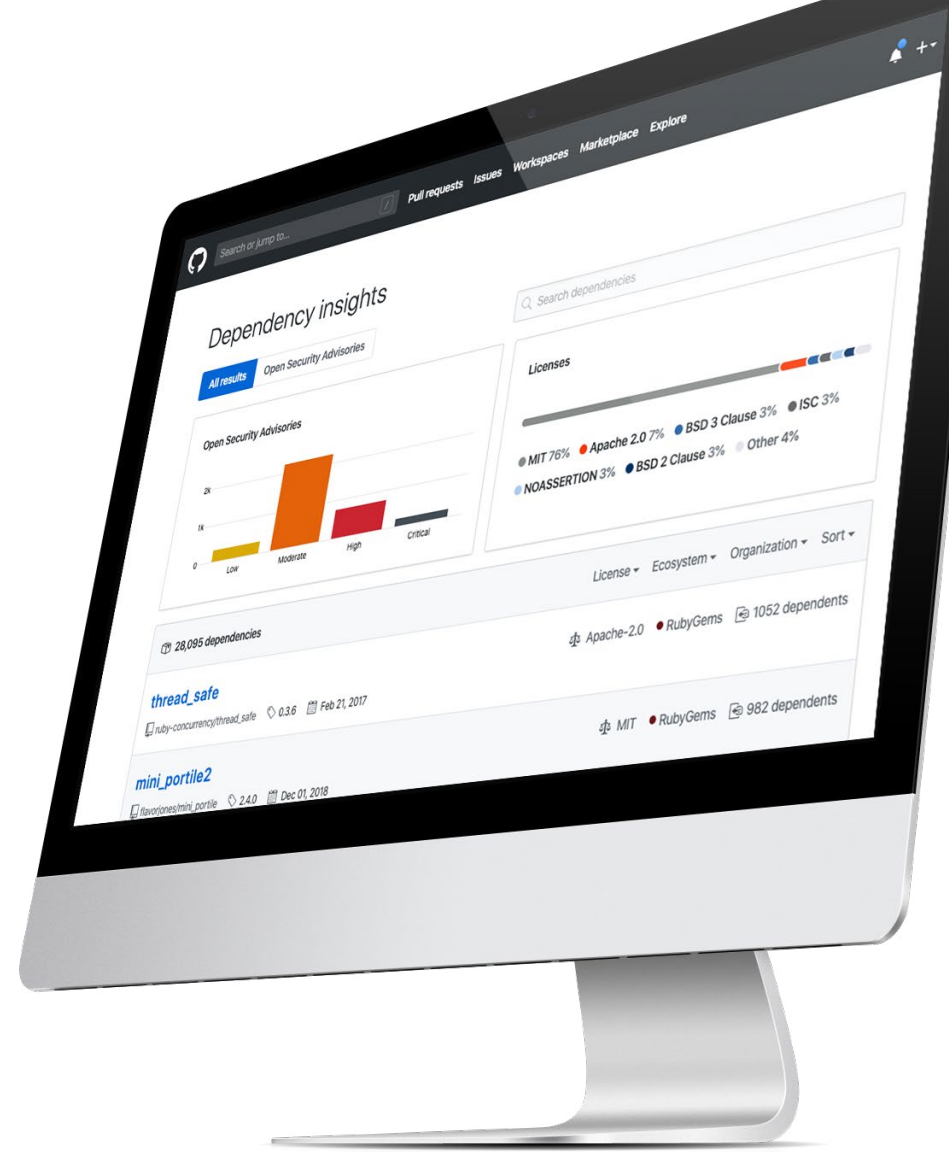 Search or jump to... / Pull requests Issues Workspaces Marketplace Explore
Dependency insights
Search dependencies
All results Open Security Advisories
Open Security Advisories
2k
1k
0
Low Moderate High Critical
Licenses
MIT 76% Apache 2.0 7% BSD 3 Clause 3% ISC 3%
NOASSERTION 3% BSD 2 Clause 3% Other 4%
28,095 dependencies License Ecosystem Organization Sort
thread_safe
ruby-concurrency/thread_safe 0.3.6 Feb 21, 2017 Apache-2.0 RubyGems 1052 dependents
mini_portile2
flavorjones/mini_portile 2.4.0 Dec 01, 2018 MIT RubyGems 982 dependents